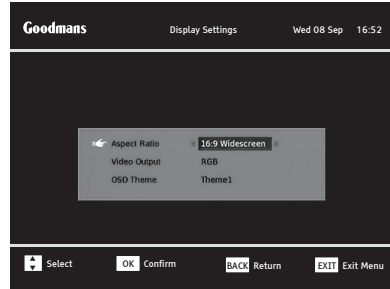 Goodmans Display Settings Wed 08 Sep 16:52
Aspect Ratio 16:9 Widescreen
Video Output RGB
OSD Theme Theme1
Select OK Confirm BACK Return EXIT Exit Menu